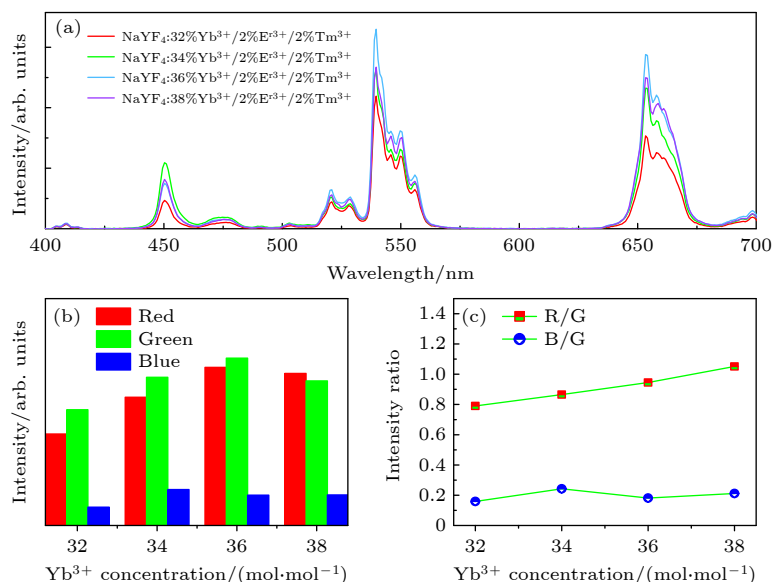 (a)
NaYF₄:32%Yb³⁺/2%Eʳ³⁺/2%Tm³⁺
NaYF₄:34%Yb³⁺/2%Eʳ³⁺/2%Tm³⁺
NaYF₄:36%Yb³⁺/2%Eʳ³⁺/2%Tm³⁺
NaYF₄:38%Yb³⁺/2%Eʳ³⁺/2%Tm³⁺
Intensity/arb. units
400 450 500 550 600 650 700
Wavelength/nm
(b)
Red
Green
Blue
Intensity/arb. units
32 34 36 38
Yb³⁺ concentration/(mol·mol⁻¹)
(c)
R/G
B/G
Intensity ratio
1.4
1.2
1.0
0.8
0.6
0.4
0.2
0
32 34 36 38
Yb³⁺ concentration/(mol·mol⁻¹)